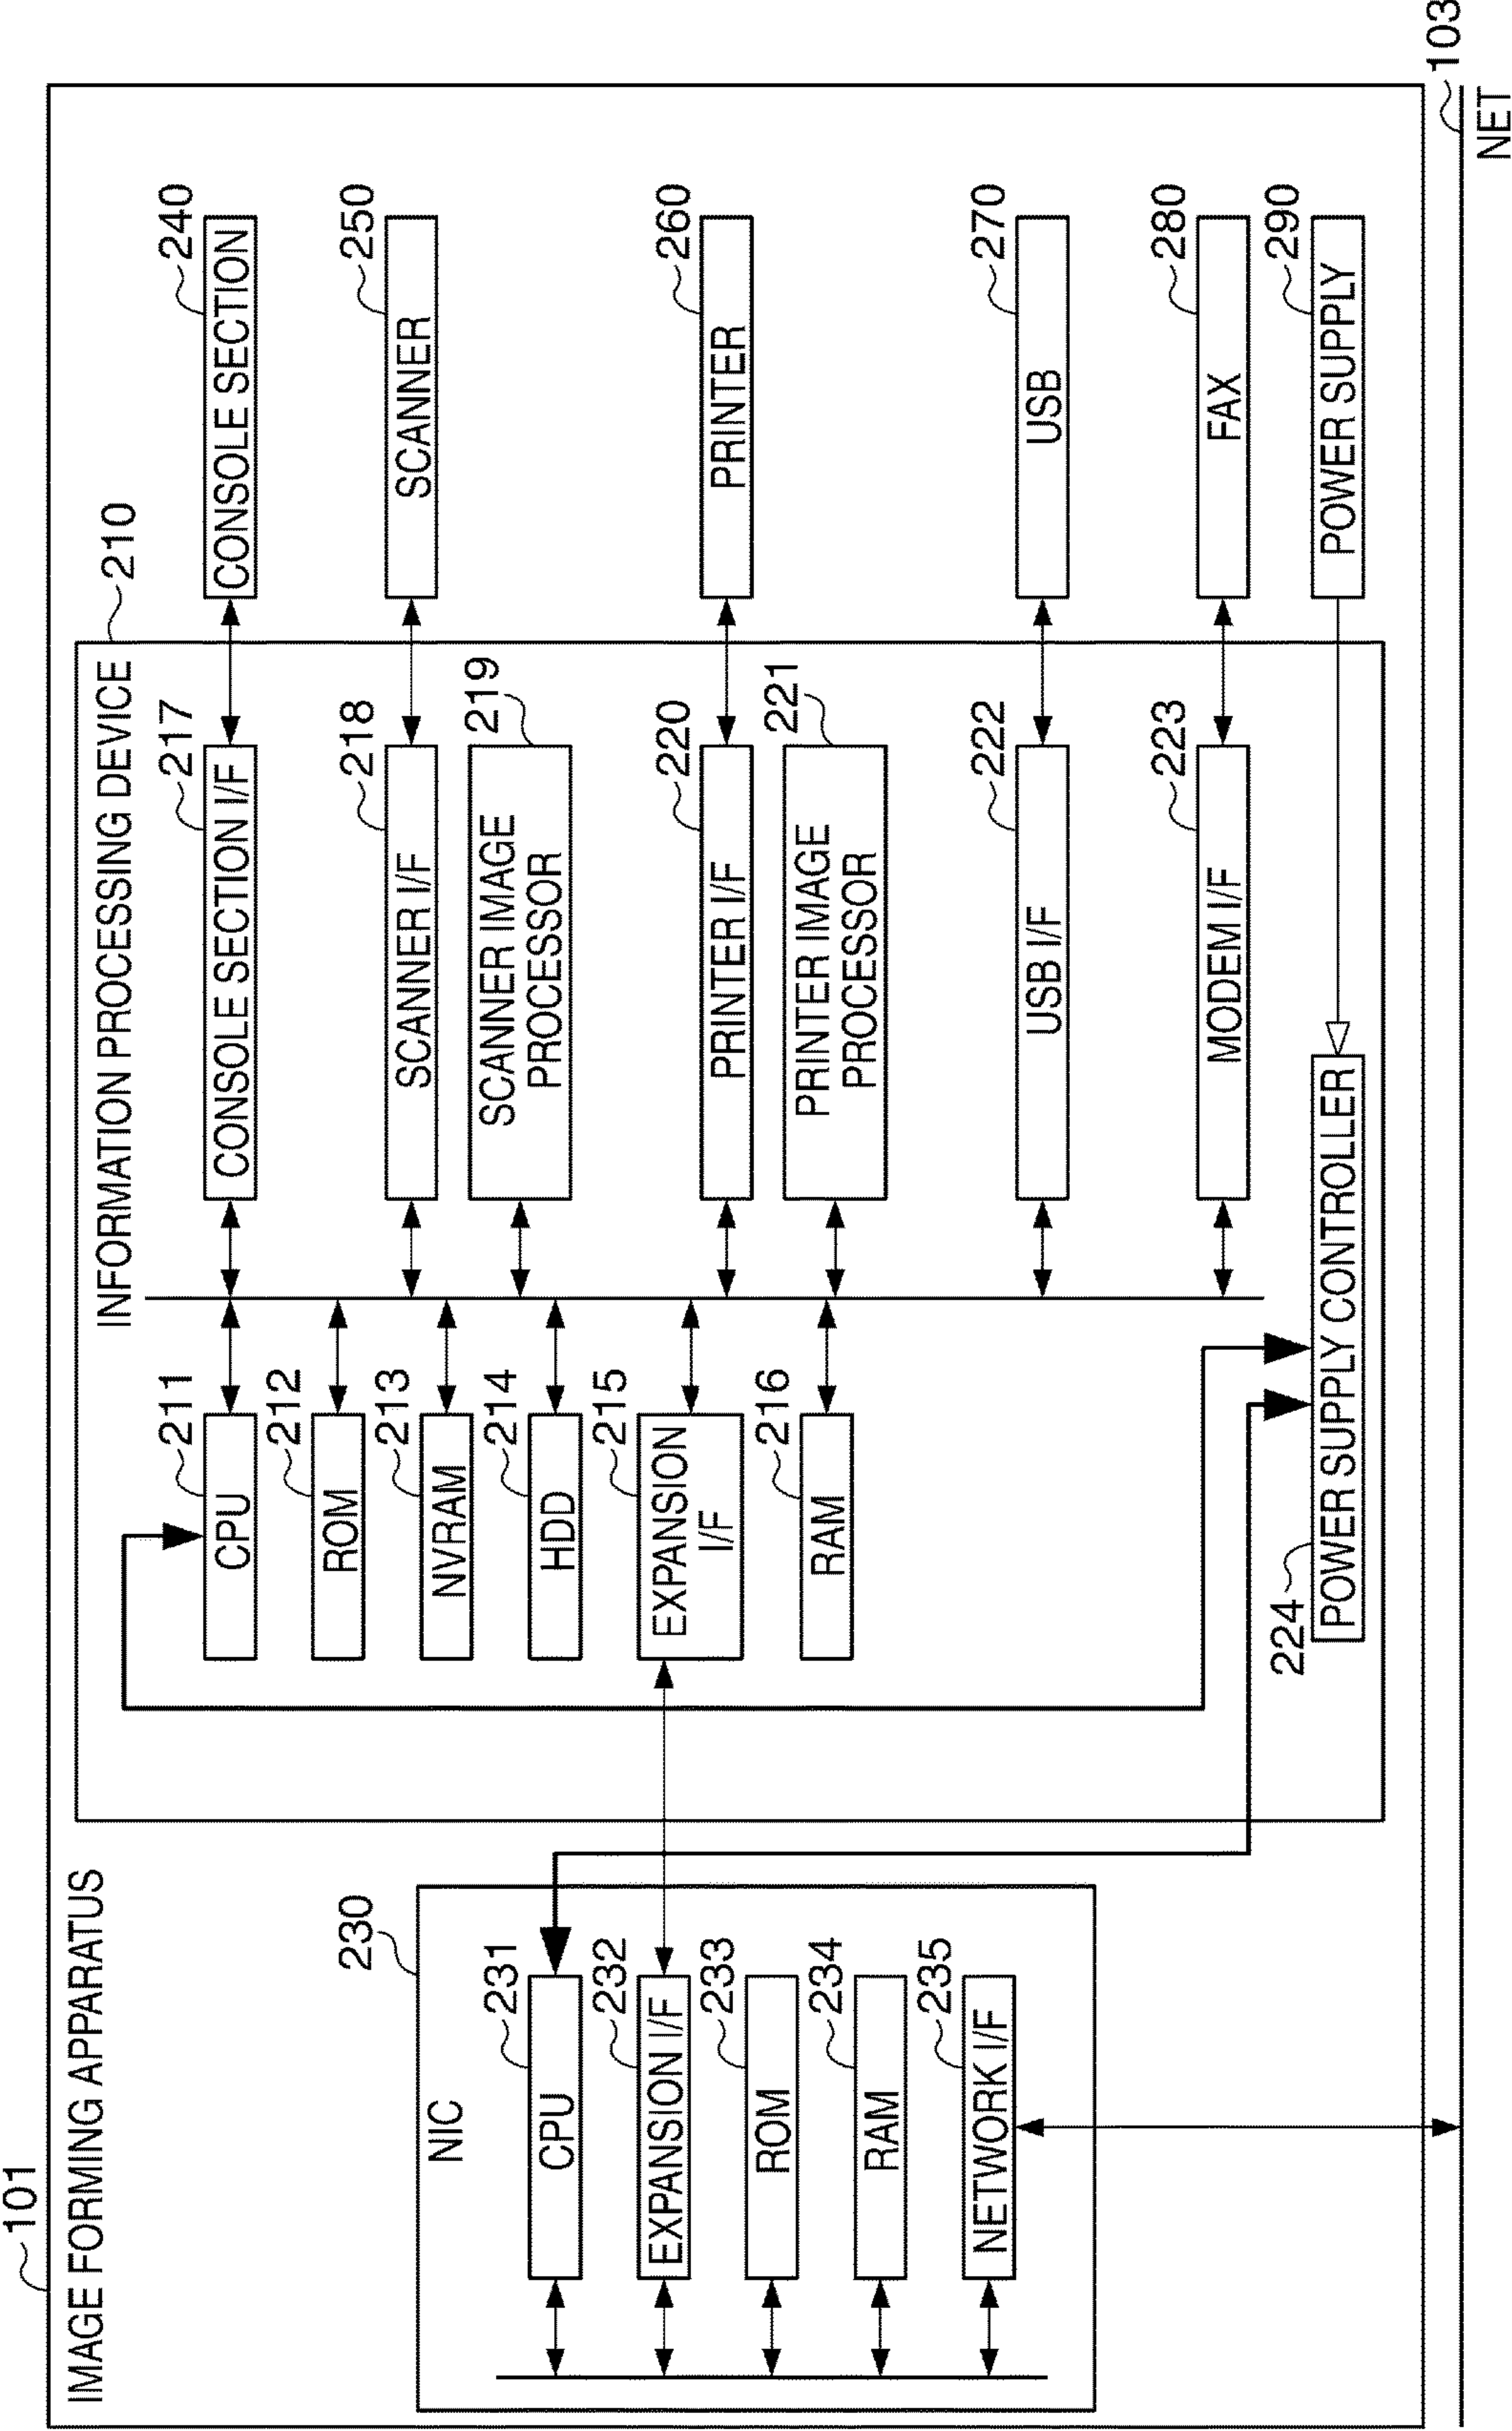 101
IMAGE FORMING APPARATUS
230
NIC
231
CPU
232
EXPANSION I/F
233
ROM
234
RAM
235
NETWORK I/F
INFORMATION PROCESSING DEVICE
210
211
CPU
212
ROM
213
NVRAM
214
HDD
215
EXPANSION
I/F
216
RAM
217
CONSOLE SECTION I/F
218
SCANNER I/F
219
SCANNER IMAGE
PROCESSOR
220
PRINTER I/F
221
PRINTER IMAGE
PROCESSOR
222
USB I/F
223
MODEM I/F
224
POWER SUPPLY CONTROLLER
240
CONSOLE SECTION
250
SCANNER
260
PRINTER
270
USB
280
FAX
290
POWER SUPPLY
103
NET